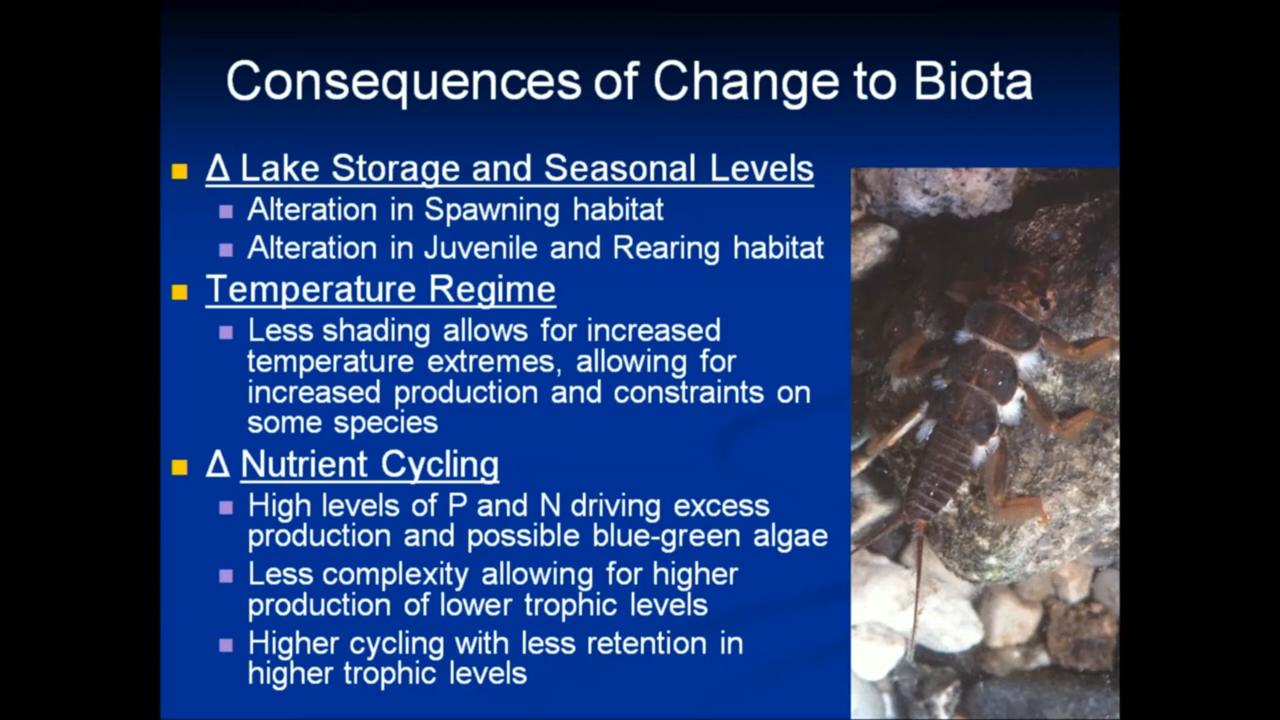 Consequences of Change to Biota
Δ Lake Storage and Seasonal Levels
Alteration in Spawning habitat
Alteration in Juvenile and Rearing habitat
Temperature Regime
Less shading allows for increased
temperature extremes, allowing for
increased production and constraints on
some species
Δ Nutrient Cycling
High levels of P and N driving excess
production and possible blue-green algae
Less complexity allowing for higher
production of lower trophic levels
Higher cycling with less retention in
higher trophic levels